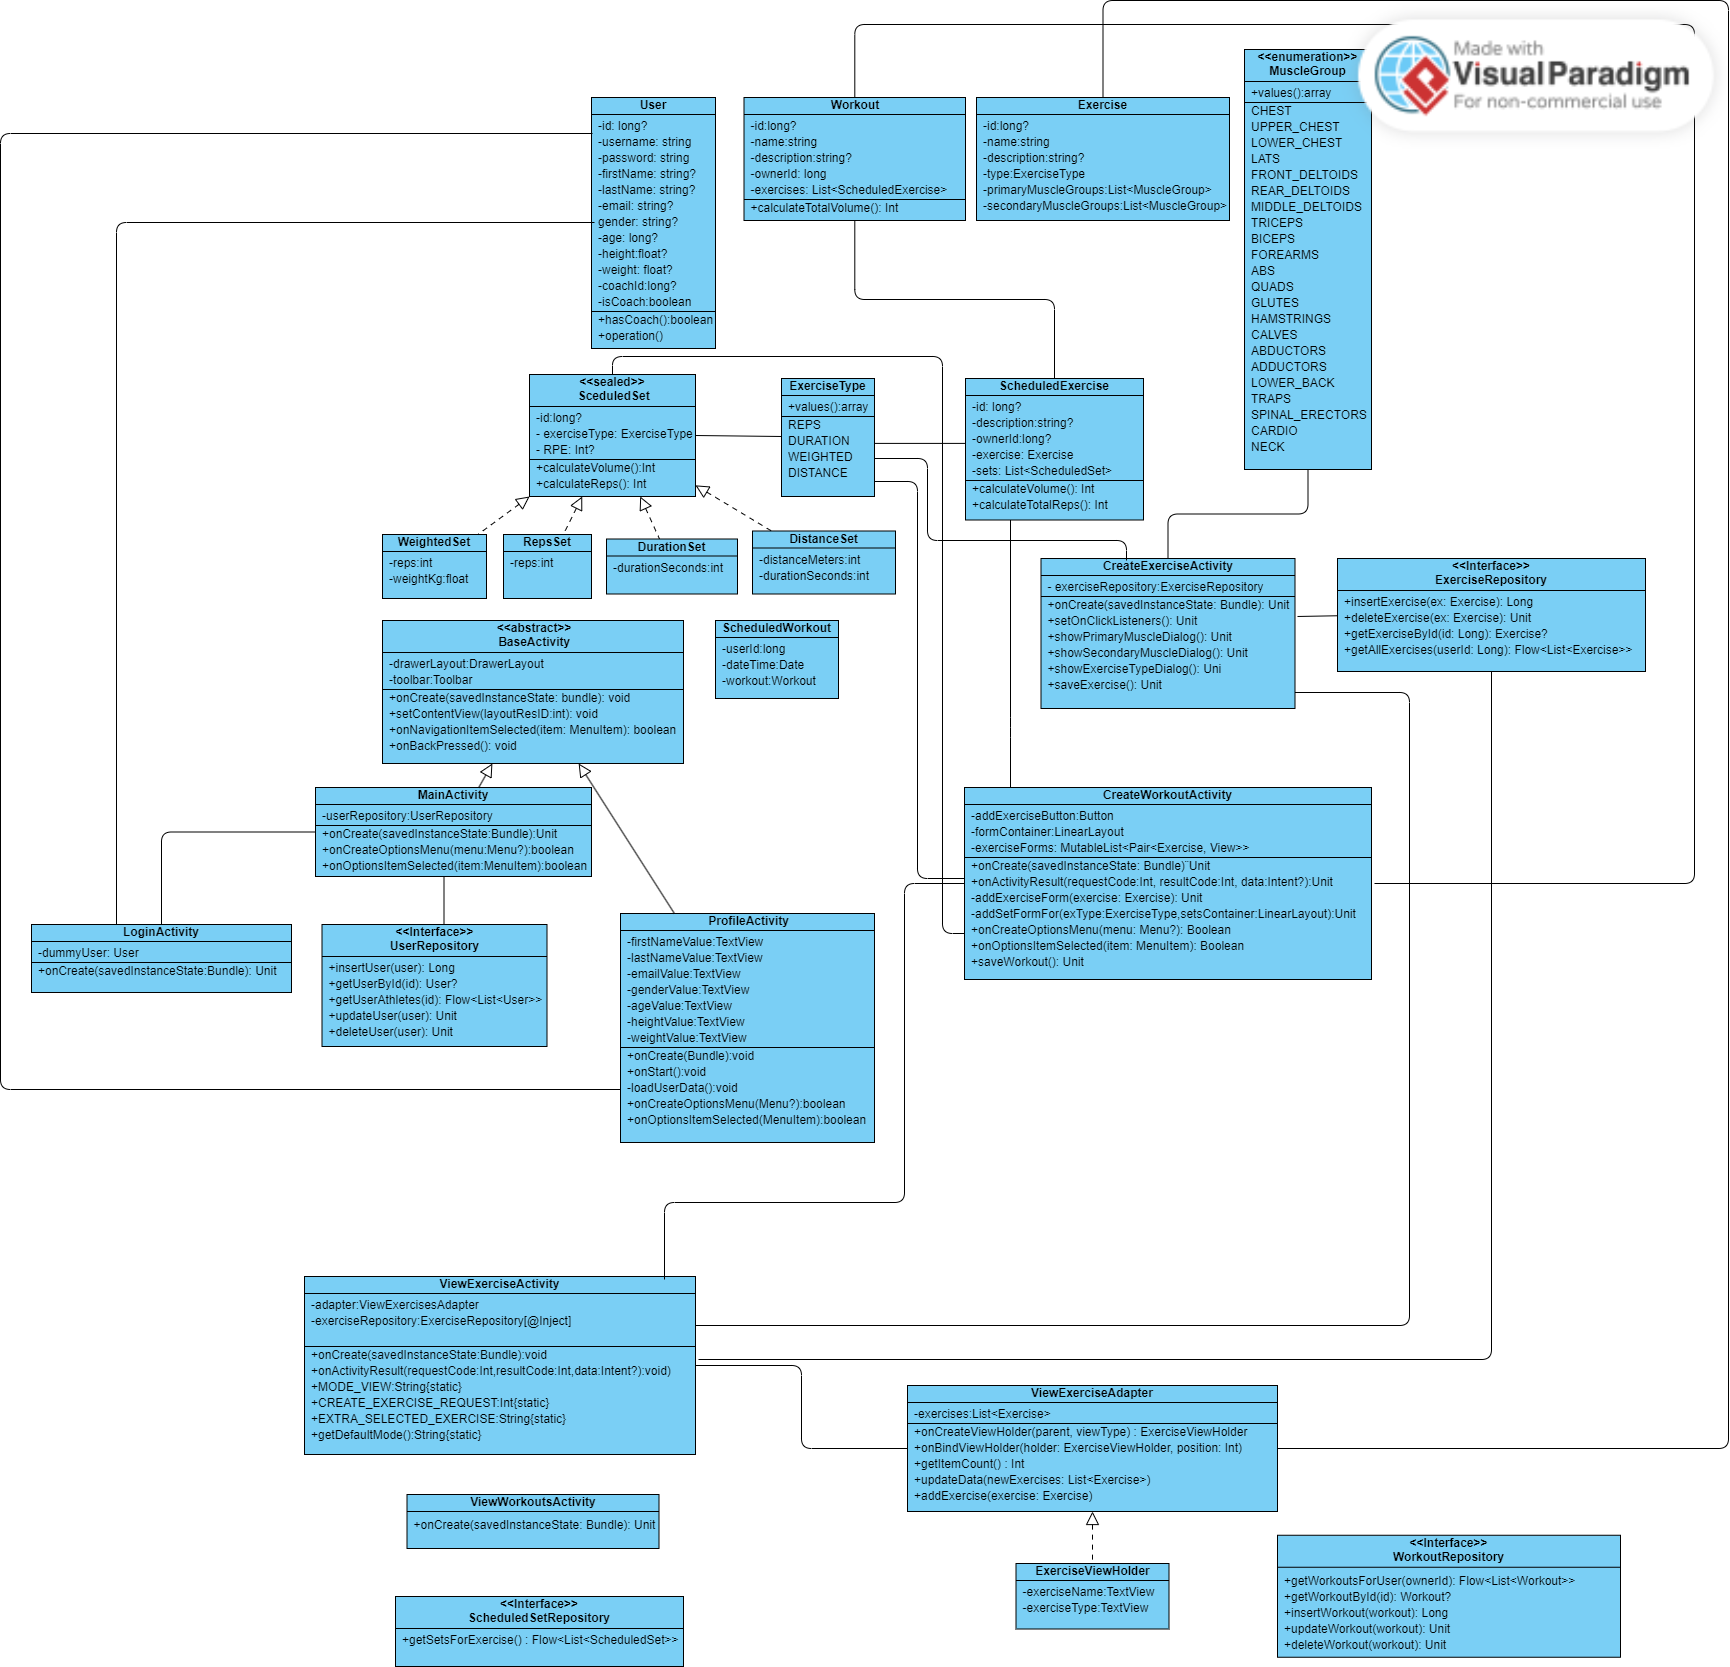 Made with
Visual Paradigm
For non-commercial use
User
-id: long?
-username: string
-password: string
-firstName: string?
-lastName: string?
-email: string?
gender: string?
-age: long?
-height:float?
-weight: float?
-coachId:long?
-isCoach:boolean
+hasCoach():boolean
+operation()
Workout
-id:long?
-name:string
-description:string?
-ownerId: long
-exercises: List<ScheduledExercise>
+calculateTotalVolume(): Int
Exercise
-id:long?
-name:string
-description:string?
-type:ExerciseType
-primaryMuscleGroups:List<MuscleGroup>
-secondaryMuscleGroups:List<MuscleGroup>
<<enumeration>>
MuscleGroup
+values():array
CHEST
UPPER_CHEST
LOWER_CHEST
LATS
FRONT_DELTOIDS
REAR_DELTOIDS
MIDDLE_DELTOIDS
TRICEPS
BICEPS
FOREARMS
ABS
QUADS
GLUTES
HAMSTRINGS
CALVES
ABDUCTORS
ADDUCTORS
LOWER_BACK
TRAPS
SPINAL_ERECTORS
CARDIO
NECK
<<sealed>>
SceduledSet
-id:long?
- exerciseType: ExerciseType
- RPE: Int?
+calculateVolume():Int
+calculateReps(): Int
ExerciseType
+values():array
REPS
DURATION
WEIGHTED
DISTANCE
ScheduledExercise
-id: long?
-description:string?
-ownerId:long?
-exercise: Exercise
-sets: List<ScheduledSet>
+calculateVolume(): Int
+calculateTotalReps(): Int
WeightedSet
-reps:int
-weightKg:float
RepsSet
-reps:int
DurationSet
-durationSeconds:int
DistanceSet
-distanceMeters:int
-durationSeconds:int
CreateExerciseActivity
- exerciseRepository:ExerciseRepository
+onCreate(savedInstanceState: Bundle): Unit
+setOnClickListeners(): Unit
+showPrimaryMuscleDialog(): Unit
+showSecondaryMuscleDialog(): Unit
+showExerciseTypeDialog(): Uni
+saveExercise(): Unit
<<Interface>>
ExerciseRepository
+insertExercise(ex: Exercise): Long
+deleteExercise(ex: Exercise): Unit
+getExerciseById(id: Long): Exercise?
+getAllExercises(userId: Long): Flow<List<Exercise>>
<<abstract>>
BaseActivity
-drawerLayout:DrawerLayout
-toolbar:Toolbar
+onCreate(savedInstanceState: bundle): void
+setContentView(layoutResID:int): void
+onNavigationItemSelected(item: MenuItem): boolean
+onBackPressed(): void
ScheduledWorkout
-userId:long
-dateTime:Date
-workout:Workout
MainActivity
-userRepository:UserRepository
+onCreate(savedInstanceState:Bundle):Unit
+onCreateOptionsMenu(menu:Menu?):boolean
+onOptionsItemSelected(item:MenuItem):boolean
CreateWorkoutActivity
-addExerciseButton:Button
-formContainer:LinearLayout
-exerciseForms: MutableList<Pair<Exercise, View>>
+onCreate(savedInstanceState: Bundle)¨Unit
+onActivityResult(requestCode:Int, resultCode:Int, data:Intent?):Unit
-addExerciseForm(exercise: Exercise): Unit
-addSetFormFor(exType:ExerciseType,setsContainer:LinearLayout):Unit
+onCreateOptionsMenu(menu: Menu?): Boolean
+onOptionsItemSelected(item: MenuItem): Boolean
+saveWorkout(): Unit
LoginActivity
-dummyUser: User
+onCreate(savedInstanceState:Bundle): Unit
<<Interface>>
UserRepository
+insertUser(user): Long
+getUserById(id): User?
+getUserAthletes(id): Flow<List<User>>
+updateUser(user): Unit
+deleteUser(user): Unit
ProfileActivity
-firstNameValue:TextView
-lastNameValue:TextView
-emailValue:TextView
-genderValue:TextView
-ageValue:TextView
-heightValue:TextView
-weightValue:TextView
+onCreate(Bundle):void
+onStart():void
-loadUserData():void
+onCreateOptionsMenu(Menu?):boolean
+onOptionsItemSelected(MenuItem):boolean
ViewExerciseActivity
-adapter:ViewExercisesAdapter
-exerciseRepository:ExerciseRepository[@Inject]
+onCreate(savedInstanceState:Bundle):void
+onActivityResult(requestCode:Int,resultCode:Int,data:Intent?):void)
+MODE_VIEW:String{static}
+CREATE_EXERCISE_REQUEST:Int{static}
+EXTRA_SELECTED_EXERCISE:String{static}
+getDefaultMode():String{static}
ViewExerciseAdapter
-exercises:List<Exercise>
+onCreateViewHolder(parent, viewType) : ExerciseViewHolder
+onBindViewHolder(holder: ExerciseViewHolder, position: Int)
+getItemCount() : Int
+updateData(newExercises: List<Exercise>)
+addExercise(exercise: Exercise)
ViewWorkoutsActivity
+onCreate(savedInstanceState: Bundle): Unit
ExerciseViewHolder
-exerciseName:TextView
-exerciseType:TextView
<<Interface>>
WorkoutRepository
+getWorkoutsForUser(ownerId): Flow<List<Workout>>
+getWorkoutById(id): Workout?
+insertWorkout(workout): Long
+updateWorkout(workout): Unit
+deleteWorkout(workout): Unit
<<Interface>>
ScheduledSetRepository
+getSetsForExercise() : Flow<List<ScheduledSet>>